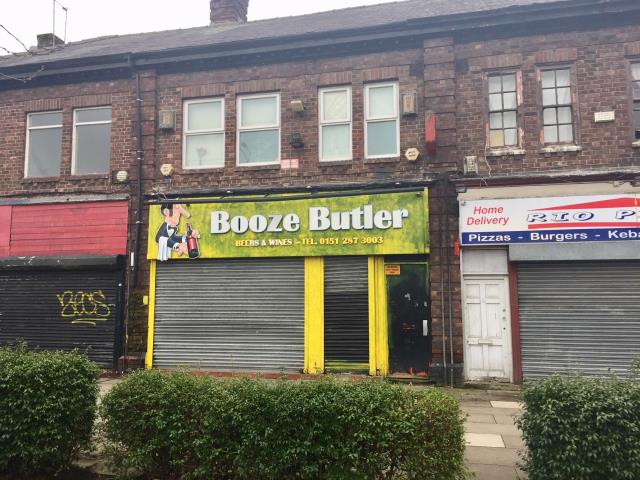 Booze Butler
BEERS & WINES - TEL. 0151 287 3003
Home
Delivery
RIO P
Pizzas - Burgers - Keba